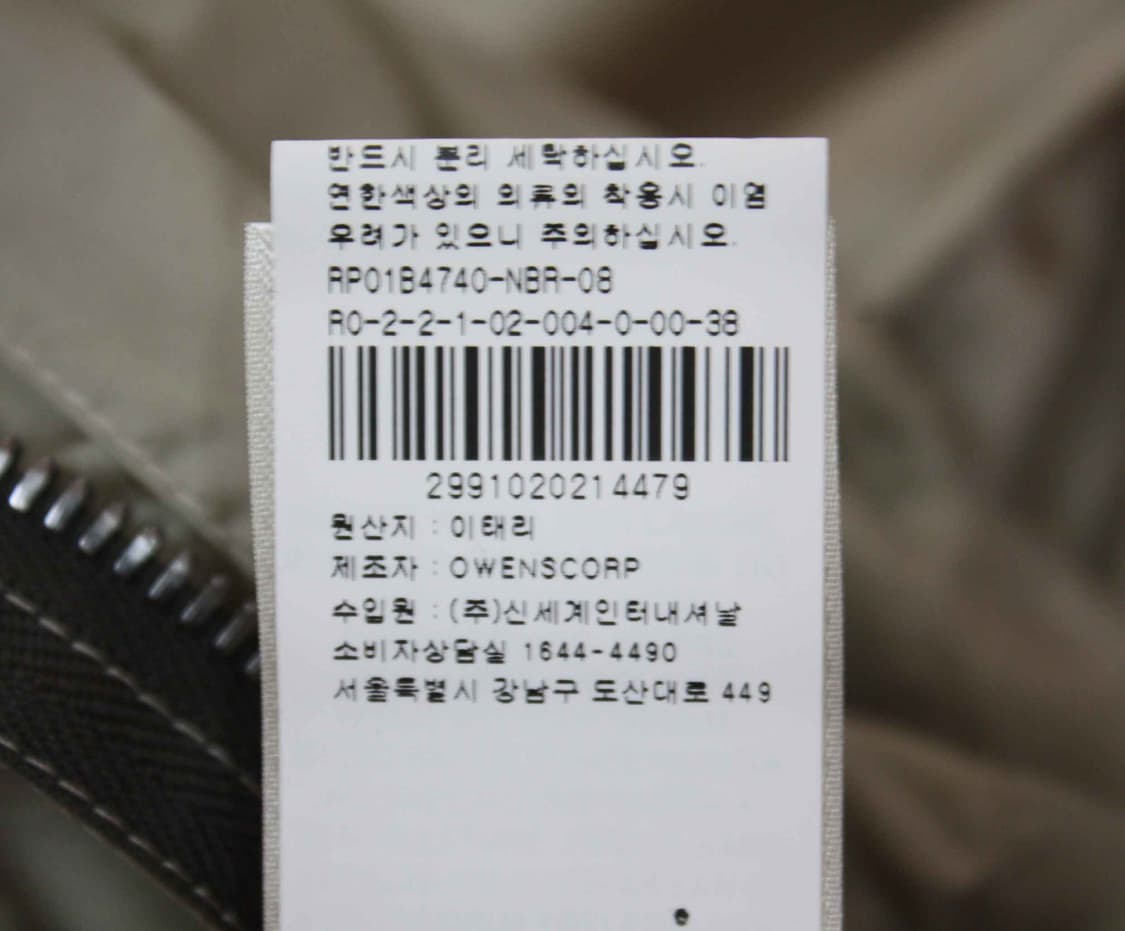 반드시 분리 세탁하십시오.
연한색상의 의류의 착용시 이염
우려가 있으니 주의하십시오.
RP01B4740-NBR-08
R0-2-2-1-02-004-0-00-38
2991020214479
원산지 : 이태리
제조자 : OWENSCORP
수입원 : (주)신세계인터내셔날
소비자상담실 1644-4490
서울특별시 강남구 도산대로 449